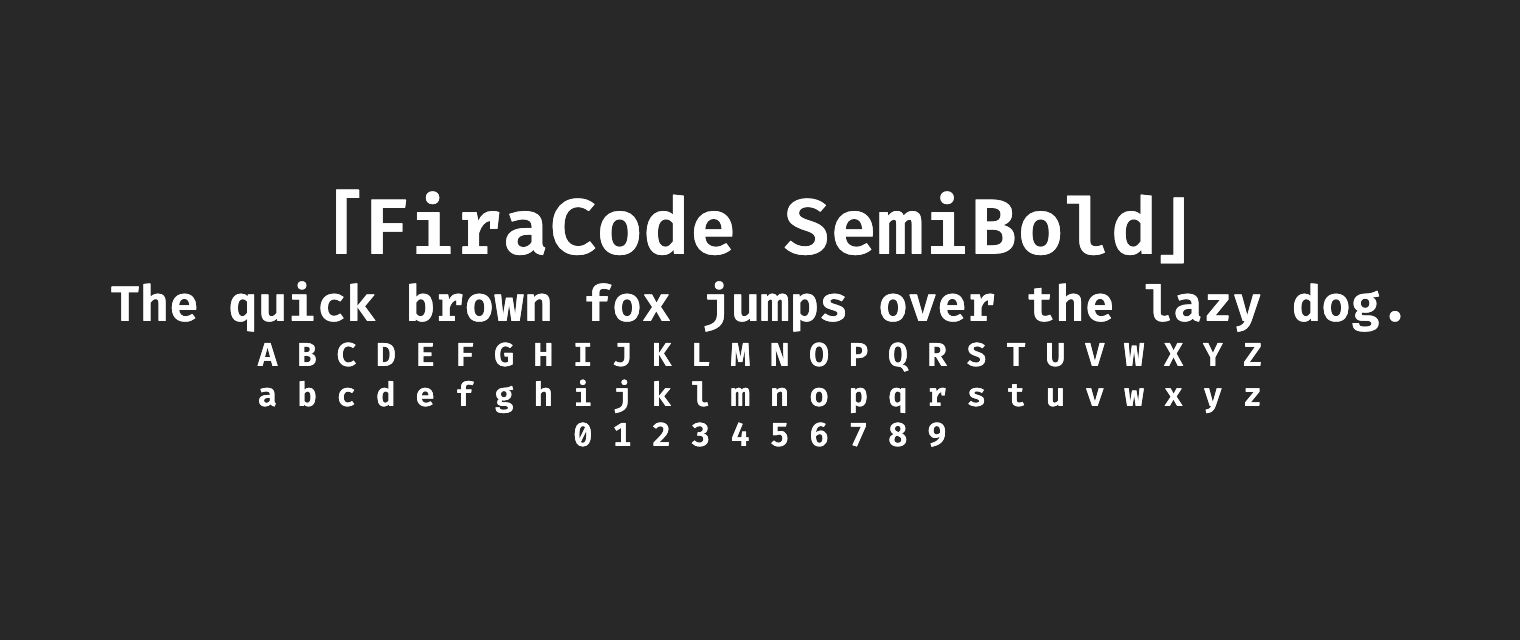 「FiraCode SemiBold」
The quick brown fox jumps over the lazy dog.
A B C D E F G H I J K L M N O P Q R S T U V W X Y Z
a b c d e f g h i j k l m n o p q r s t u v w x y z
0 1 2 3 4 5 6 7 8 9